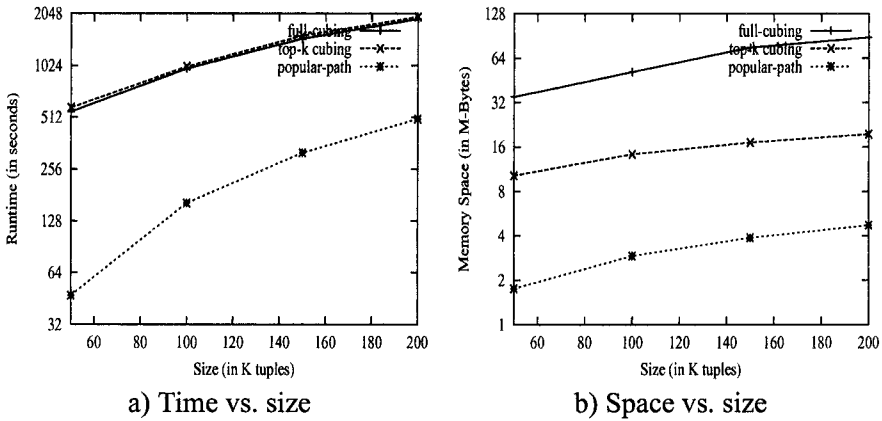 2048
1024
512
256
128
64
32
60 80 100 120 140 160 180 200
Runtime (in seconds)
Size (in K tuples)
full-cubing
top-k cubing
popular-path
a) Time vs. size
128
64
32
16
8
4
2
1
60 80 100 120 140 160 180 200
Memory Space (in M-Bytes)
Size (in K tuples)
full-cubing
top-k cubing
popular-path
b) Space vs. size